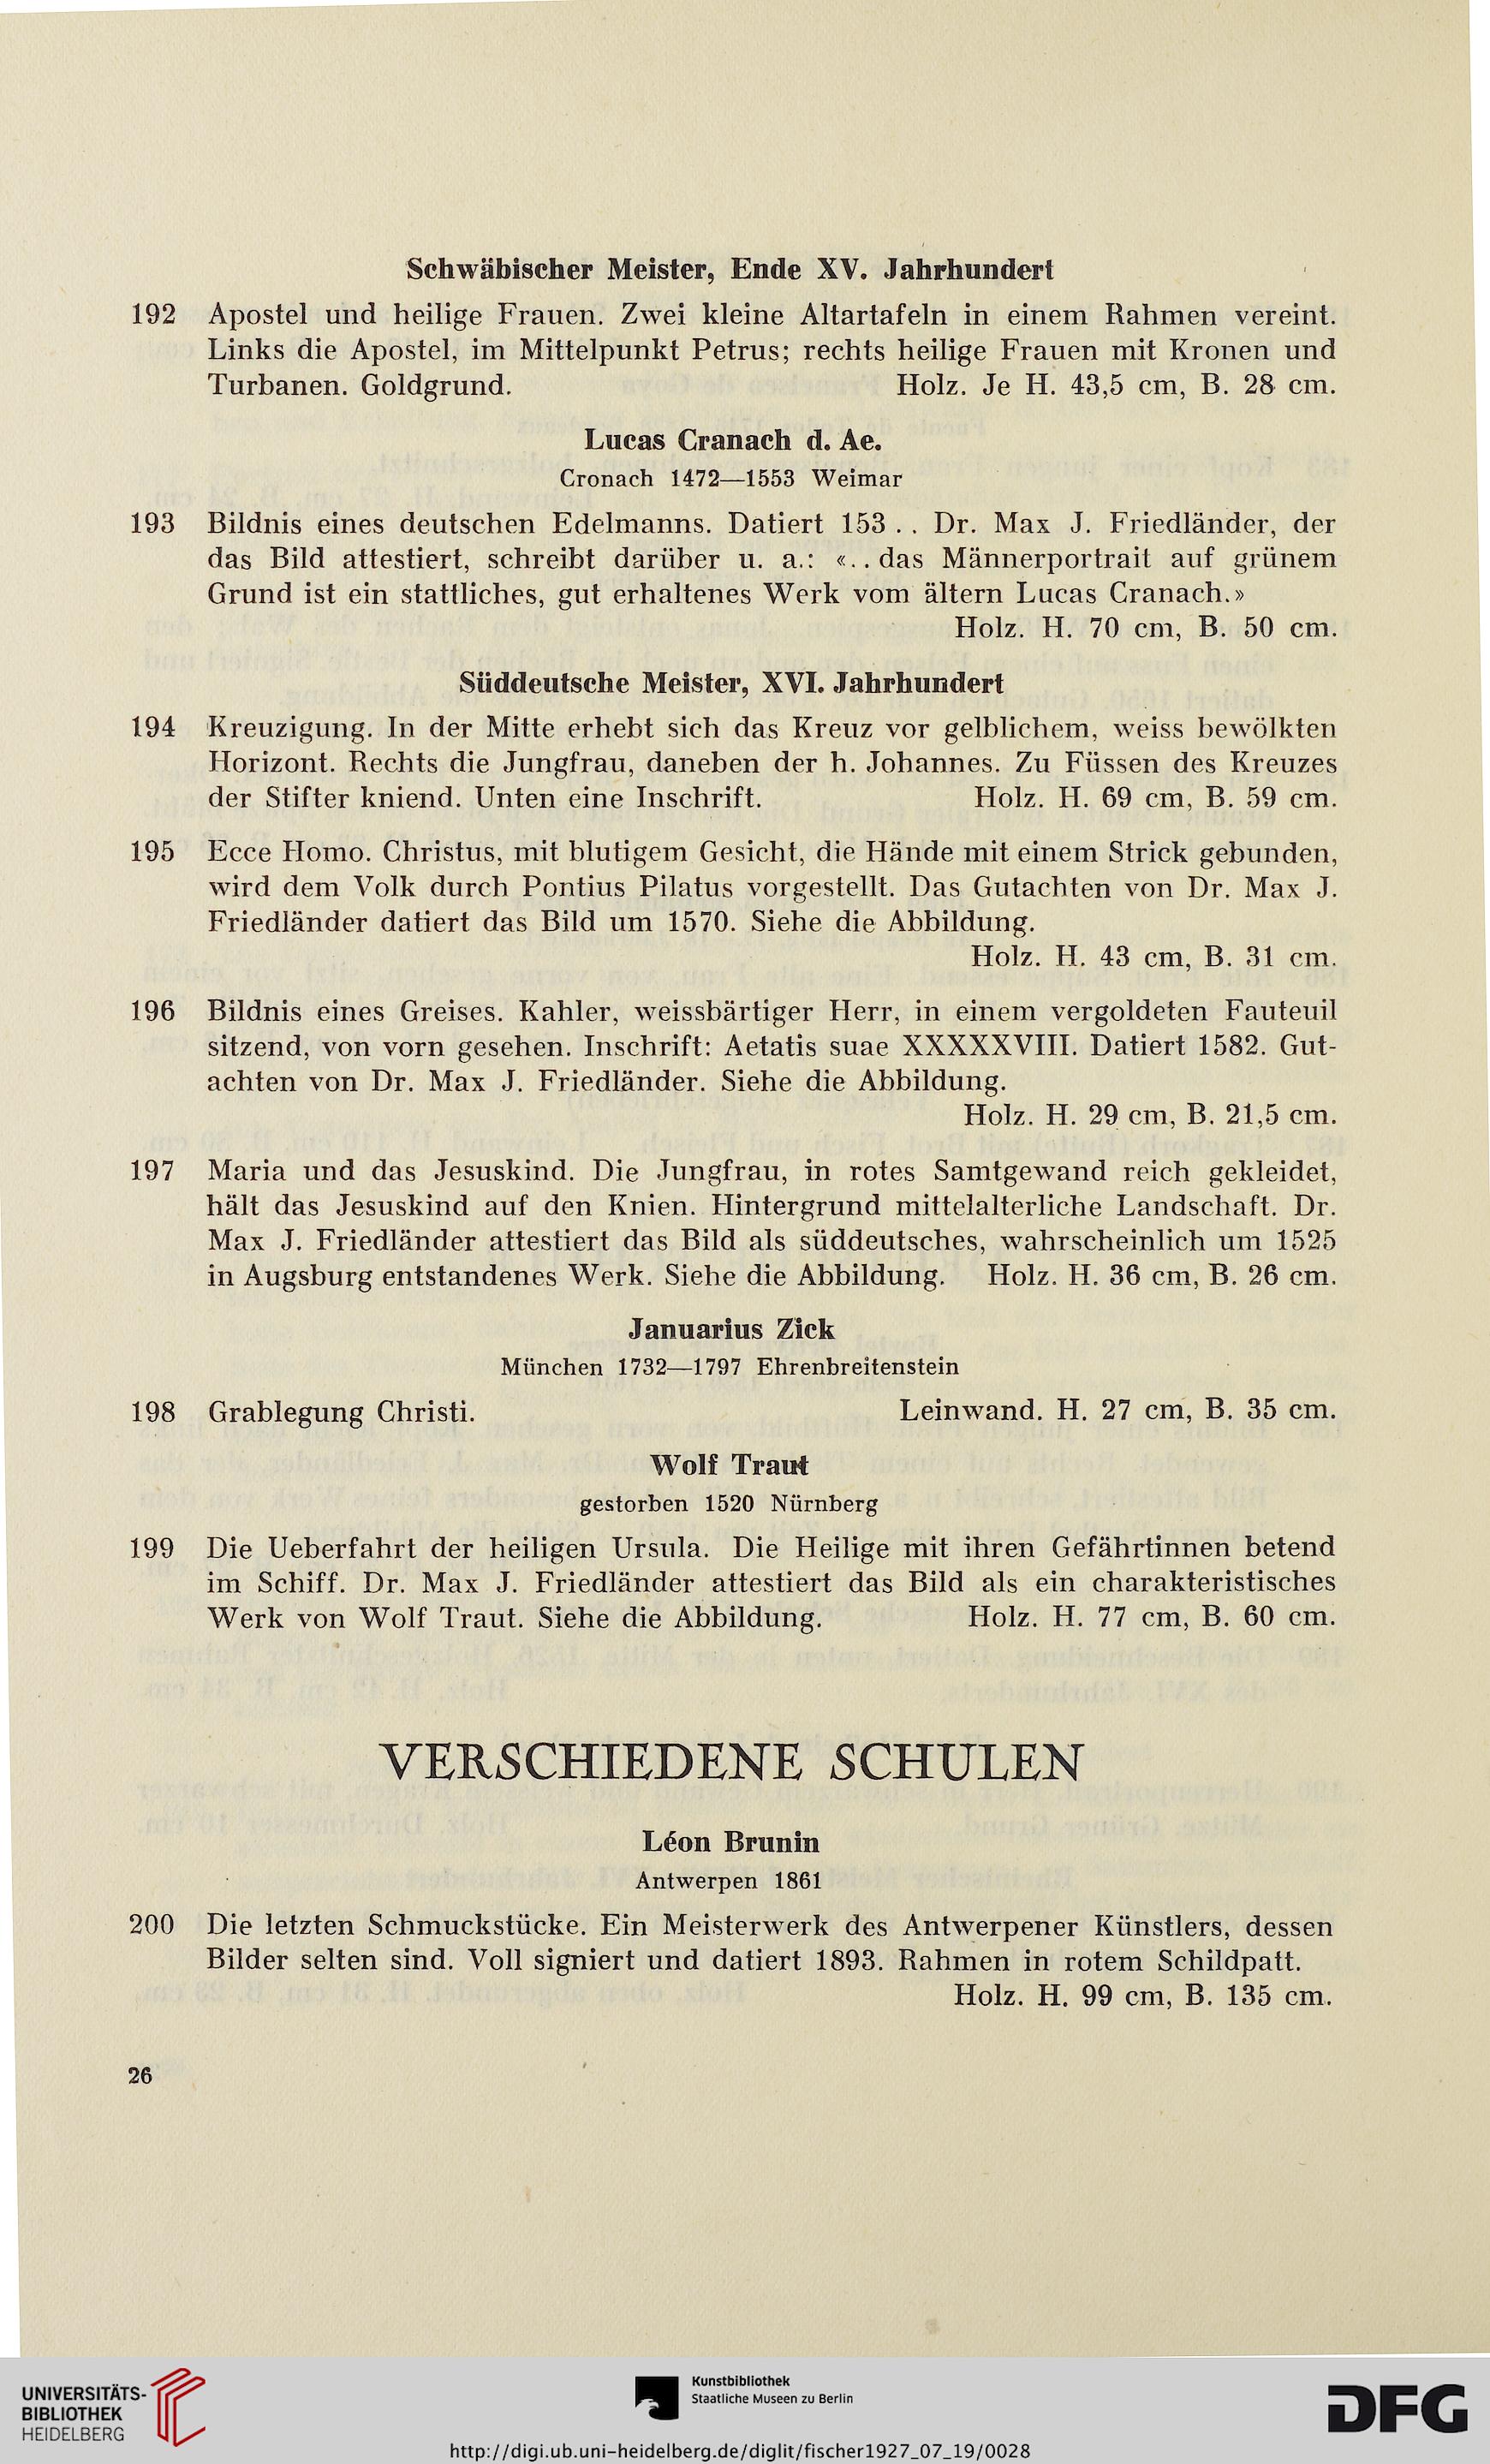 Schwäbischer Meister, Ende XV. Jahrhundert
192 Apostel und heilige Frauen. Zwei kleine Altartafeln in einem Rahmen vereint.
Links die Apostel, im Mittelpunkt Petrus; rechts heilige Frauen mit Kronen und
Turbanen. Goldgrund. Holz. Je H. 43,5 cm, B. 28 cm.
Lucas Cranach d. Ae.
Cronach 1472—1553 Weimar
193 Bildnis eines deutschen Edelmanns. Datiert 153 . . Dr. Max J. Friedländer, der
das Bild attestiert, schreibt darüber u. a.: «. . das Männerportrait auf grünem
Grund ist ein stattliches, gut erhaltenes Werk vom ältern Lucas Cranach.»
Holz. H. 70 cm, B. 50 cm.
Süddeutsche Meister, XVI. Jahrhundert
194 Kreuzigung. In der Mitte erhebt sich das Kreuz vor gelblichem, weiss bewölkten
Horizont. Rechts die Jungfrau, daneben der h. Johannes. Zu Füssen des Kreuzes
der Stifter kniend. Unten eine Inschrift. Holz. H. 69 cm, B. 59 cm.
195 Ecce Homo. Christus, mit blutigem Gesicht, die Hände mit einem Strick gebunden,
wird dem Volk durch Pontius Pilatus vorgestellt. Das Gutachten von Dr. Max J.
Friedländer datiert das Bild um 1570. Siehe die Abbildung.
Holz. H. 43 cm, B. 31 cm.
196 Bildnis eines Greises. Kahler, weissbärtiger Herr, in einem vergoldeten Fauteuil
sitzend, von vorn gesehen. Inschrift: Aetatis suae XXXXXVIII. Datiert 1582. Gut-
achten von Dr. Max J. Friedländer. Siehe die Abbildung.
Holz. H. 29 cm, B. 21,5 cm.
197 Maria und das Jesuskind. Die Jungfrau, in rotes Samtgewand reich gekleidet,
hält das Jesuskind auf den Knien. Hintergrund mittelalterliche Landschaft. Dr.
Max J. Friedländer attestiert das Bild als süddeutsches, wahrscheinlich um 1525
in Augsburg entstandenes Werk. Siehe die Abbildung. Holz. H. 36 cm, B. 26 cm.
Januarius Zick
München 1732—1797 Ehrenbreitenstein
198 Grablegung Christi. Leinwand. H. 27 cm, B. 35 cm.
Wolf Traut
gestorben 1520 Nürnberg
199 Die Ueberfahrt der heiligen Ursula. Die Heilige mit ihren Gefährtinnen betend
im Schiff. Dr. Max J. Friedländer attestiert das Bild als ein charakteristisches
Werk von Wolf Traut. Siehe die Abbildung. Holz. H. 77 cm, B. 60 cm.
VERSCHIEDENE SCHULEN
Léon Brunin
Antwerpen 1861
200 Die letzten Schmuckstücke. Ein Meisterwerk des Antwerpener Künstlers, dessen
Bilder selten sind. Voll signiert und datiert 1893. Rahmen in rotem Schildpatt.
Holz. H. 99 cm, B. 135 cm.
26
UNIVERSITÄTS-
BIBLIOTHEK
HEIDELBERG
Kunstbibliothek
Staatliche Museen zu Berlin
DFG
http://digi.ub.uni-heidelberg.de/diglit/fischer1927_07_19/0028